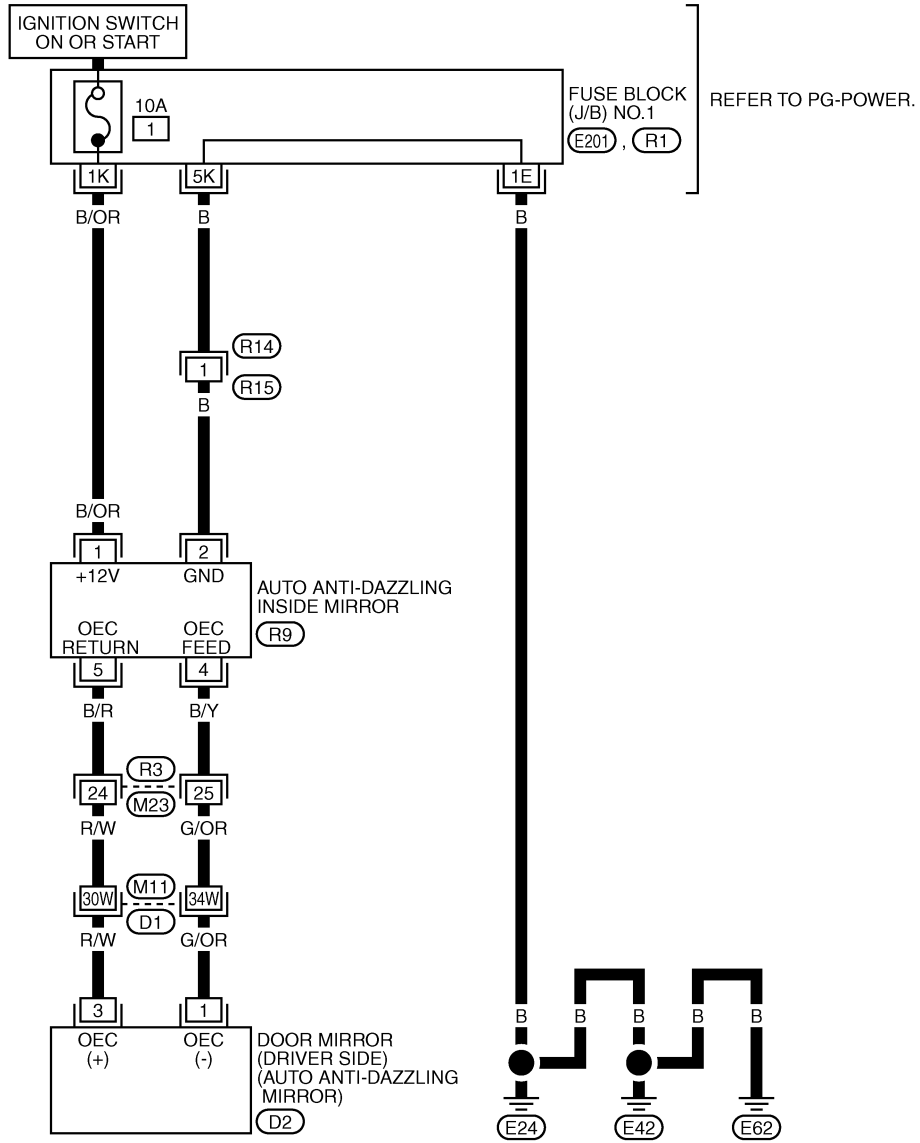 IGNITION SWITCH
ON OR START
10A
1
FUSE BLOCK
(J/B) NO.1
E201 , R1
REFER TO PG-POWER.
1K 5K 1E
B/OR B B
R14
1
R15
B
B/OR
1 2
+12V GND
AUTO ANTI-DAZZLING
INSIDE MIRROR
R9
OEC OEC
RETURN FEED
5 4
B/R B/Y
R3
24 25
M23
R/W G/OR
M11
30W 34W
D1
R/W G/OR
3 1
B B B B B
OEC OEC
(+) (-)
DOOR MIRROR
(DRIVER SIDE)
(AUTO ANTI-DAZZLING
MIRROR)
D2
E24 E42 E62